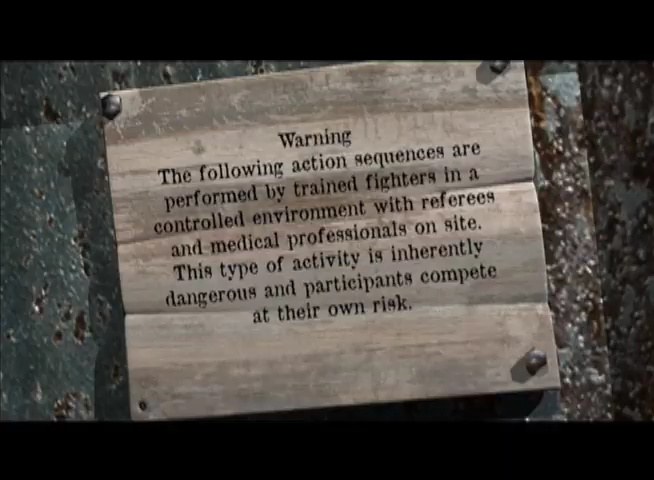 Warning
The following action sequences are
performed by trained fighters in a
controlled environment with referees
and medical professionals on site.
This type of activity is inherently
dangerous and participants compete
at their own risk.